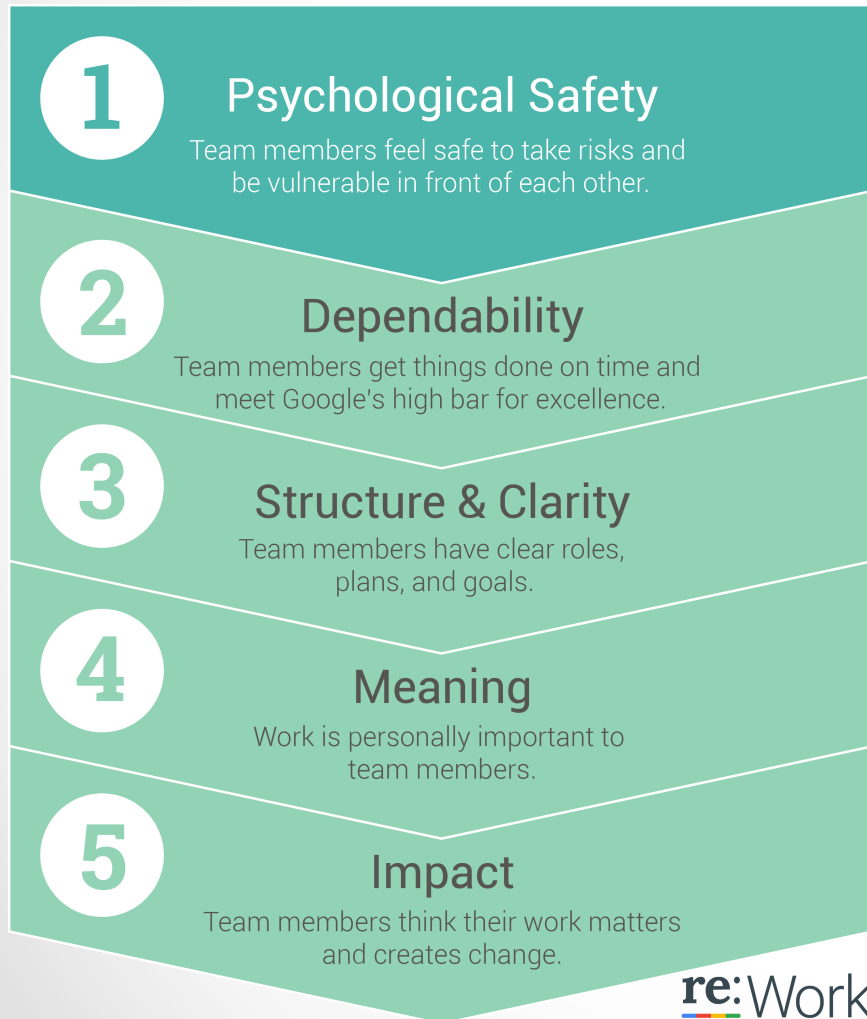 1
Psychological Safety
Team members feel safe to take risks and
be vulnerable in front of each other.
2
Dependability
Team members get things done on time and
meet Google's high bar for excellence.
3
Structure & Clarity
Team members have clear roles,
plans, and goals.
4
Meaning
Work is personally important to
team members.
5
Impact
Team members think their work matters
and creates change.
re:Work